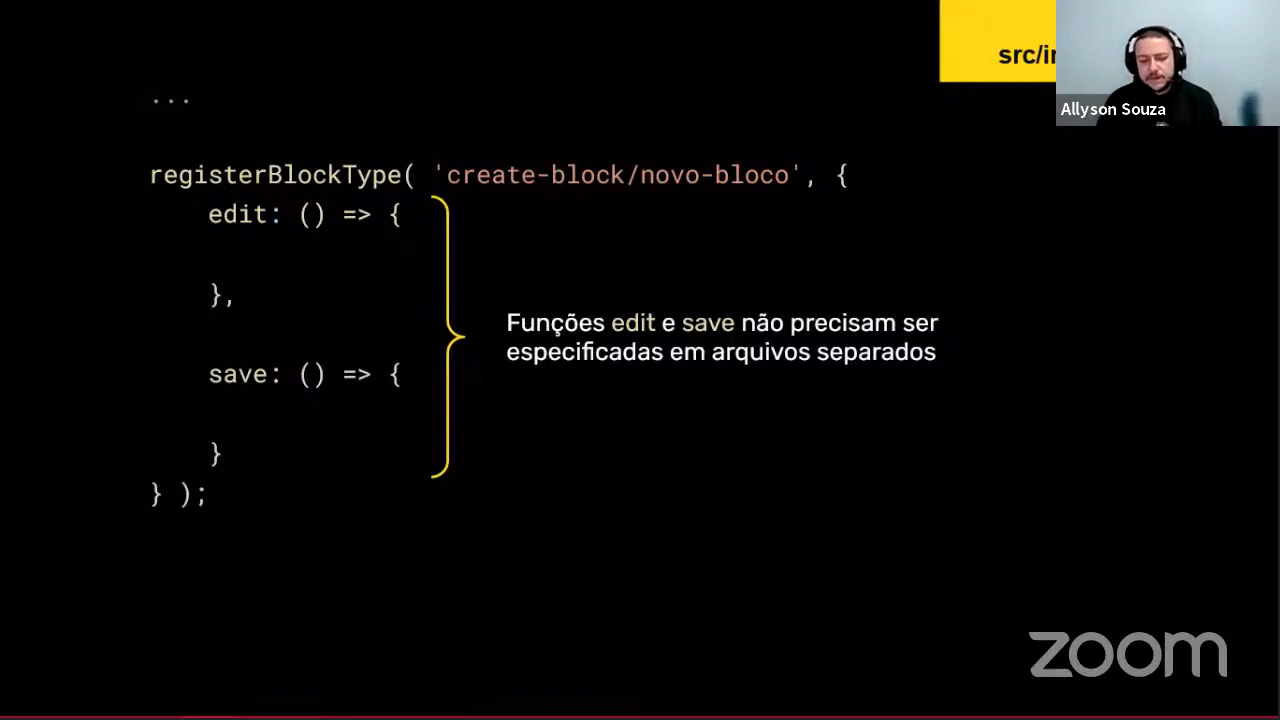 src/in
Allyson Souza
...
registerBlockType( 'create-block/novo-bloco', {
edit: () => {
},
save: () => {
}
} );
Funções edit e save não precisam ser
especificadas em arquivos separados
zoom